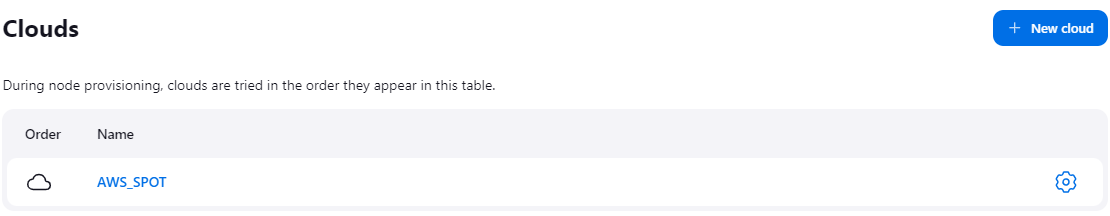 Clouds
+ New cloud
During node provisioning, clouds are tried in the order they appear in this table.
Order Name
AWS_SPOT